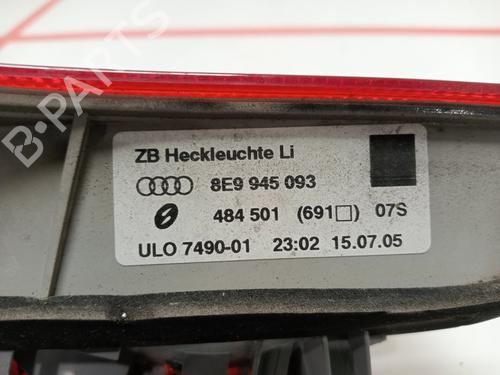 B-PARTS
ZB Heckleuchte Li
8E9 945 093
484 501 (691□) 07S
ULO 7490-01 23:02 15.07.05